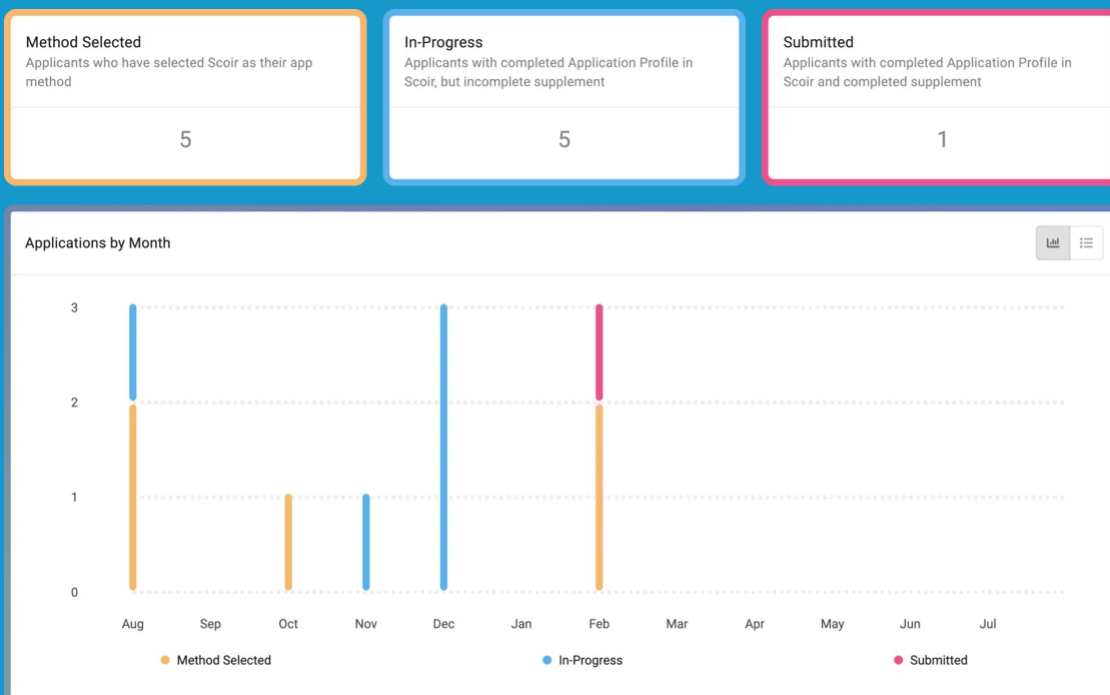 Method Selected
Applicants who have selected Scoir as their app
method
5
In-Progress
Applicants with completed Application Profile in
Scoir, but incomplete supplement
5
Submitted
Applicants with completed Application Profile in
Scoir and completed supplement
1
Applications by Month
3
2
1
0
Aug Sep Oct Nov Dec Jan Feb Mar Apr May Jun Jul
Method Selected In-Progress Submitted